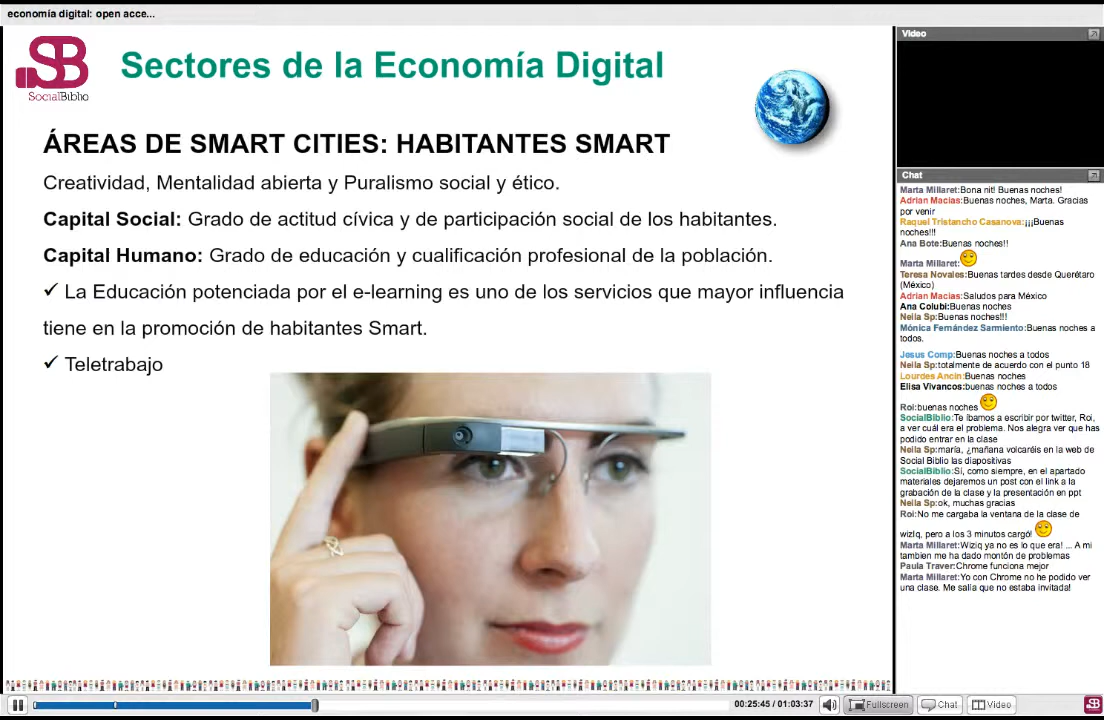 economía digital: open acce...
SB
SocialBiblio
Sectores de la Economía Digital
ÁREAS DE SMART CITIES: HABITANTES SMART
Creatividad, Mentalidad abierta y Puralismo social y ético.
Capital Social: Grado de actitud cívica y de participación social de los habitantes.
Capital Humano: Grado de educación y cualificación profesional de la población.
✓ La Educación potenciada por el e-learning es uno de los servicios que mayor influencia
tiene en la promoción de habitantes Smart.
✓ Teletrabajo
Video
Chat
Marta Millaret:Bona nit! Buenas noches!
Adrian Macias:Buenas noches, Marta. Gracias
por venir
Raquel Tristancho Casanova:¡¡¡Buenas
noches!!!
Ana Bote:Buenas noches!!
Marta Millaret:
Teresa Novales:Buenas tardes desde Querétaro
(México)
Adrian Macias:Saludos para México
Ana Colubi:Buenas noches
Neila Sp:Buenas noches!!!
Mónica Fernández Sarmiento:Buenas noches a
todos.
Jesus Comp:Buenas noches a todos
Neila Sp:totalmente de acuerdo con el punto 18
Lourdes Ancín:Buenas noches
Elisa Vivancos:buenas noches a todos
Roi:buenas noches
SocialBiblio:Te íbamos a escribir por twitter, Roi,
a ver cuál era el problema. Nos alegra ver que has
podido entrar en la clase
Neila Sp:maría, ¿mañana volcaréis en la web de
Social Biblio las diapositivas
SocialBiblio:Sí, como siempre, en el apartado
materiales dejaremos un post con el link a la
grabación de la clase y la presentación en ppt
Neila Sp:ok, muchas gracias
Roi:No me cargaba la ventana de la clase de
wizIq, pero a los 3 minutos cargó!
Marta Millaret:Wiziq ya no es lo que era! ... A mi
tambien me ha dado montón de problemas
Paula Traver:Chrome funciona mejor
Marta Millaret:Yo con Chrome no he podido ver
una clase. Me salia que no estaba invitada!
00:25:45 / 01:03:37
Fullscreen
Chat
Video
SB